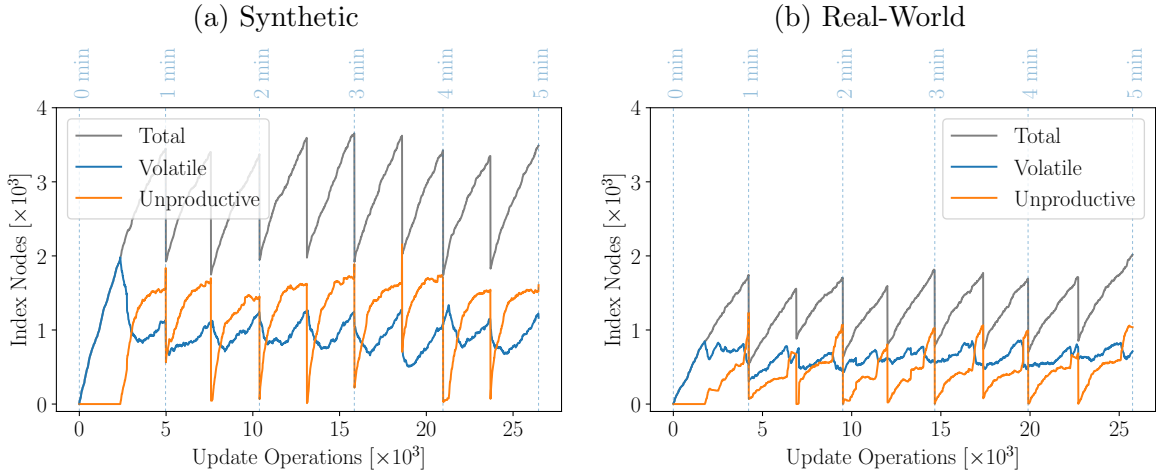 (a) Synthetic
0 min
1 min
2 min
3 min
4 min
5 min
4
3
2
1
0
Index Nodes [×10³]
Total
Volatile
Unproductive
0
5
10
15
20
25
Update Operations [×10³]
(b) Real-World
0 min
1 min
2 min
3 min
4 min
5 min
4
3
2
1
0
Index Nodes [×10³]
Total
Volatile
Unproductive
0
5
10
15
20
25
Update Operations [×10³]